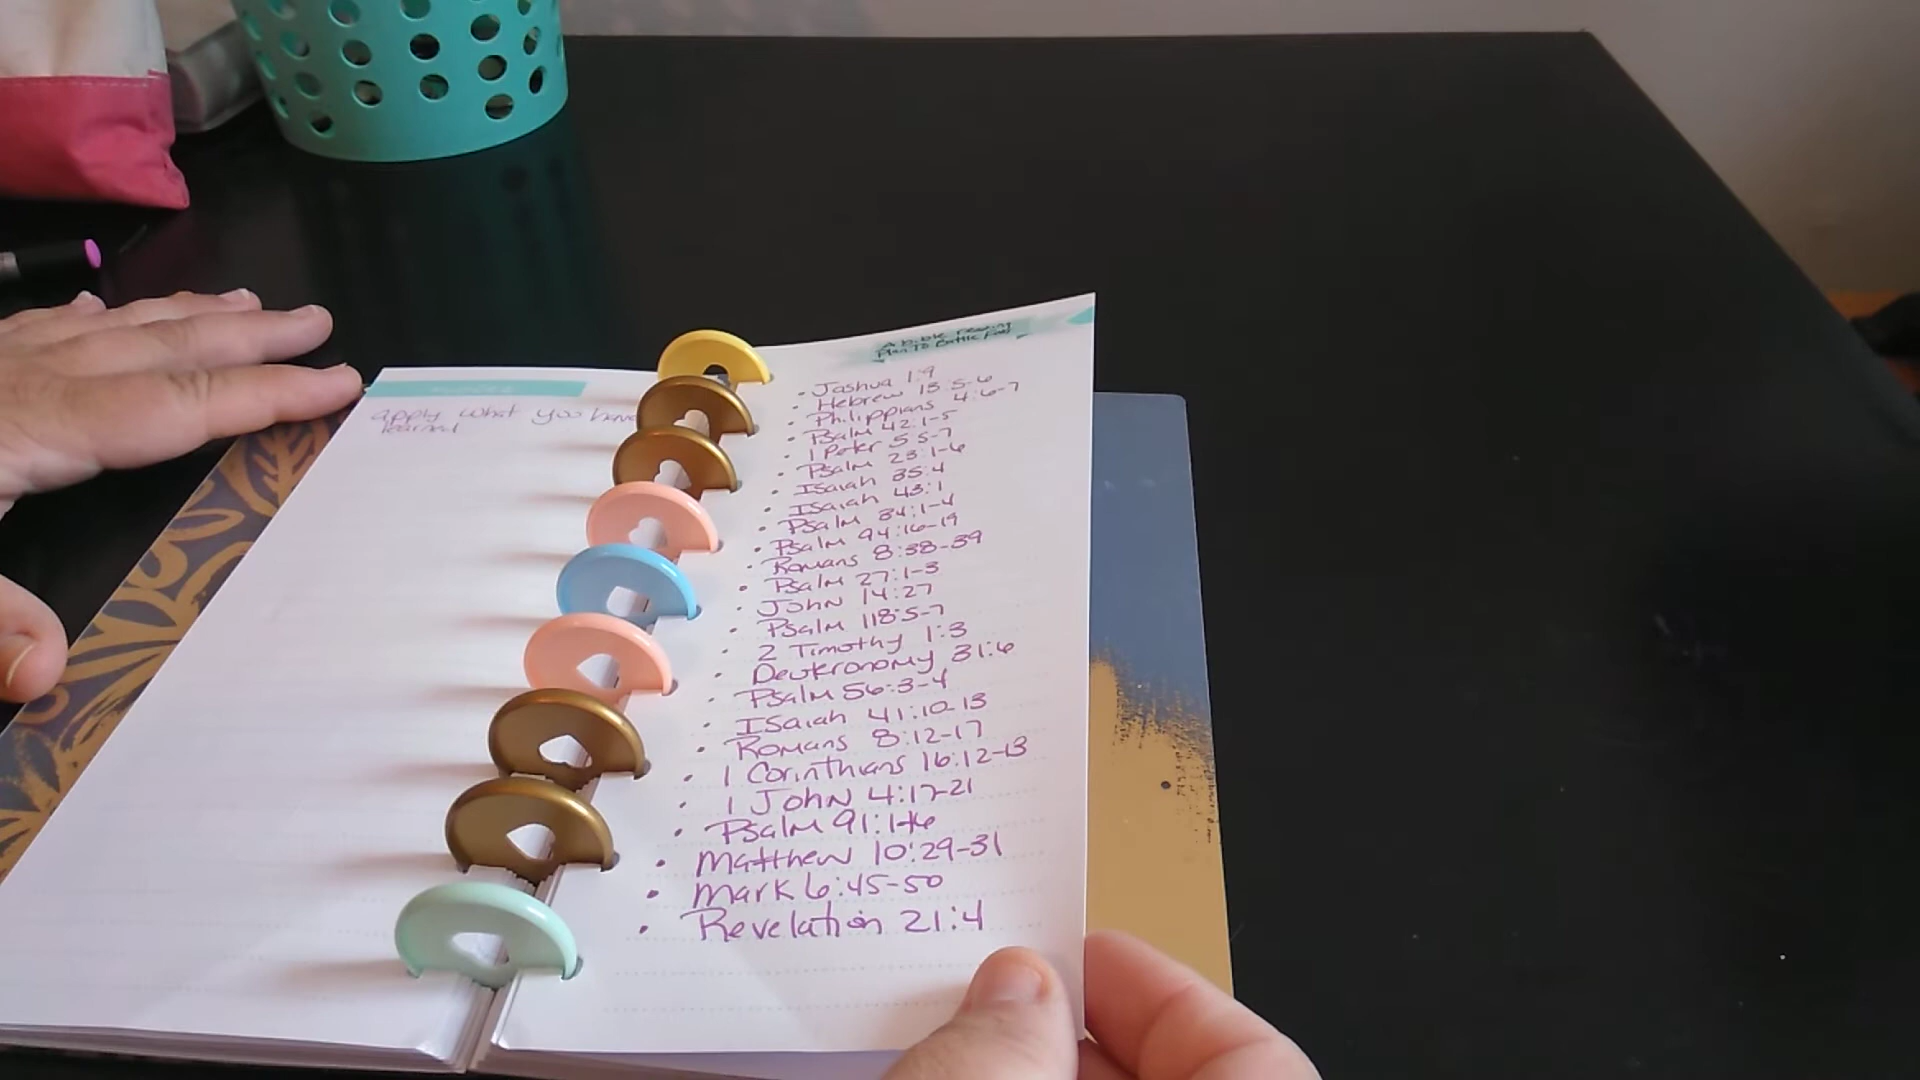 apply what you have
learned
A bible reading
Plan To Battle Fear
• Joshua 1:9
• Hebrew 13:5-6
• Philippians 4:6-7
• Psalm 42:1-5
• 1 Peter 5:5-7
• Psalm 23:1-6
• Isaiah 35:4
• Isaiah 43:1
• Psalm 34:1-4
• Psalm 94:16-19
• Romans 8:38-39
• Psalm 27:1-3
• John 14:27
• Psalm 118:5-7
• 2 Timothy 1:3
• Deuteronomy 31:6
• Psalm 56:3-4
• Isaiah 41:10-13
• Romans 8:12-17
• 1 Corinthians 16:12-13
• 1 John 4:17-21
• Psalm 91:1-16
• Matthew 10:29-31
• Mark 6:45-50
• Revelation 21:4